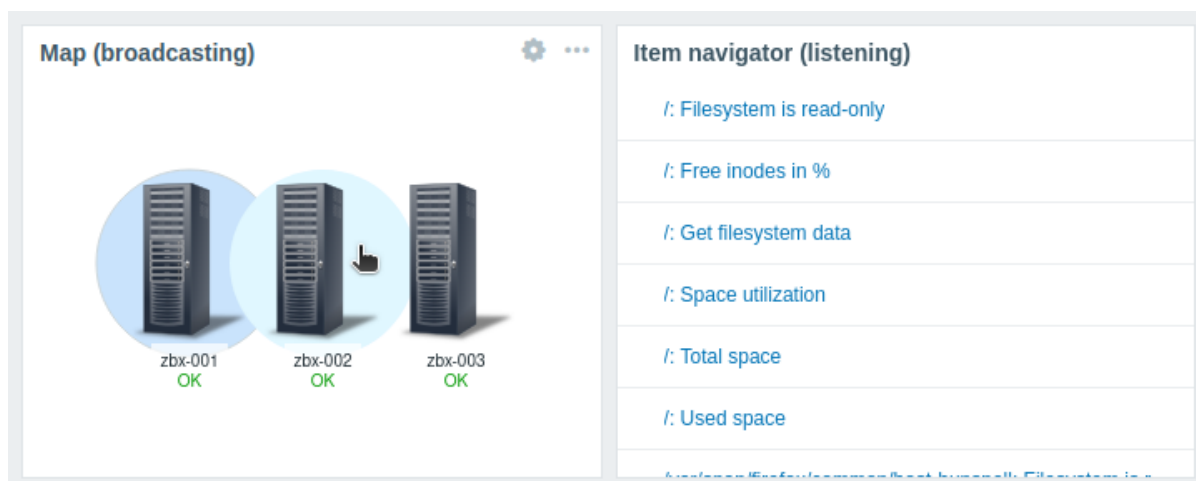 Map (broadcasting)
zbx-001
OK
zbx-002
OK
zbx-003
OK
Item navigator (listening)
/: Filesystem is read-only
/: Free inodes in %
/: Get filesystem data
/: Space utilization
/: Total space
/: Used space